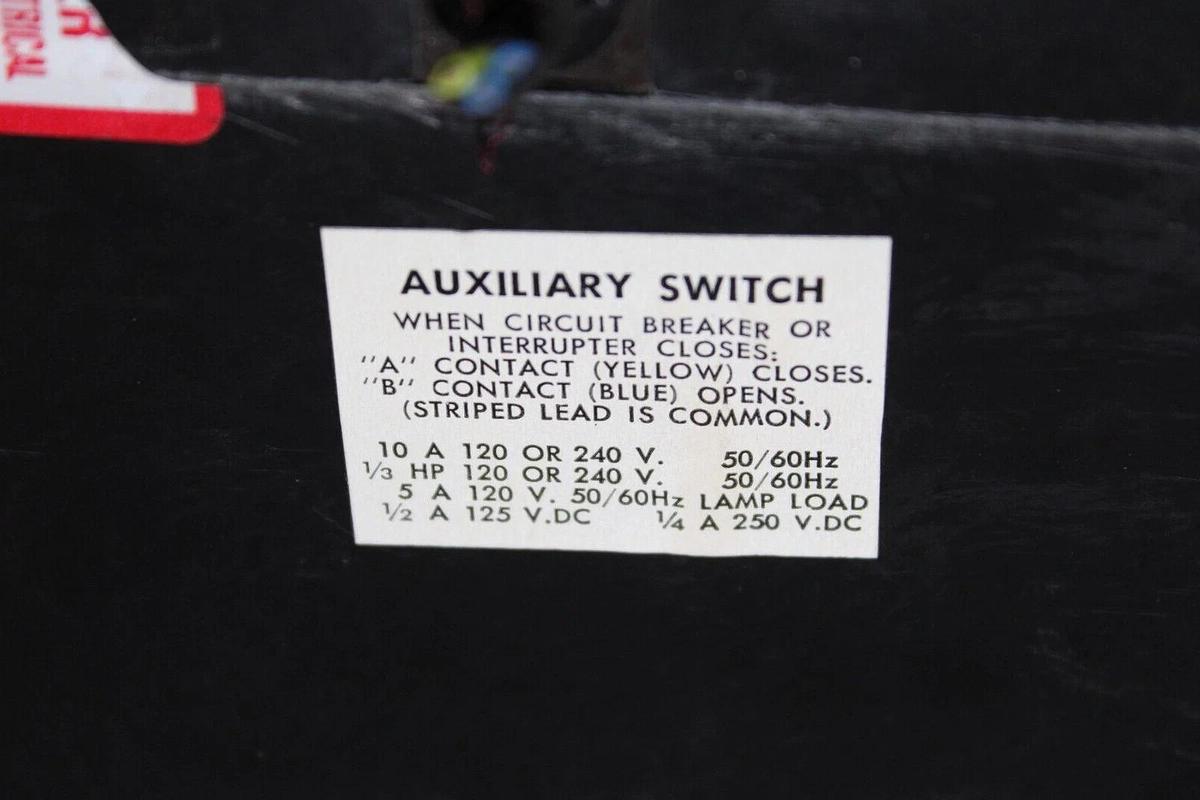 TRICAL
AUXILIARY SWITCH
WHEN CIRCUIT BREAKER OR
INTERRUPTER CLOSES:
"A" CONTACT (YELLOW) CLOSES.
"B" CONTACT (BLUE) OPENS.
(STRIPED LEAD IS COMMON.)
10 A 120 OR 240 V. 50/60Hz
1/3 HP 120 OR 240 V. 50/60Hz
5 A 120 V. 50/60Hz LAMP LOAD
1/2 A 125 V.DC 1/4 A 250 V.DC